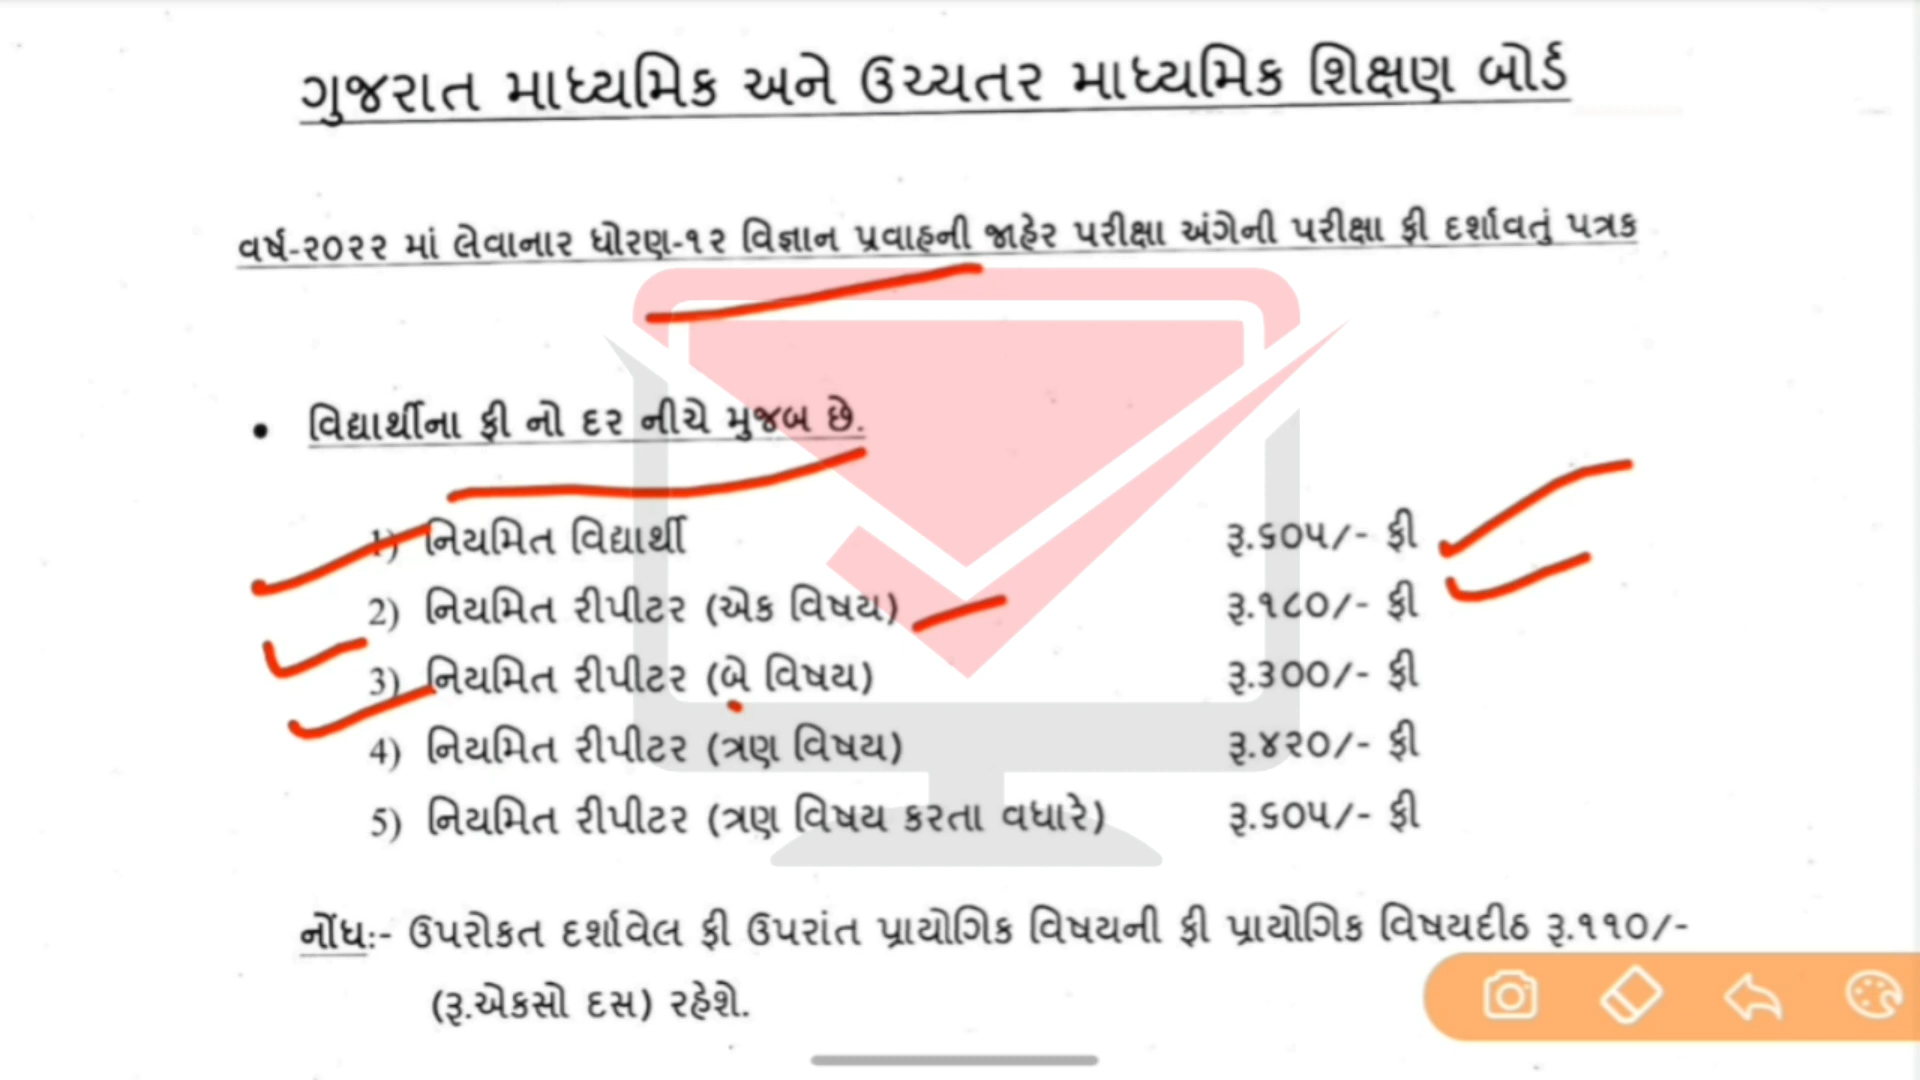 ગુજરાત માધ્યમિક અને ઉચ્ચતર માધ્યમિક શિક્ષણ બોર્ડ
વર્ષ-૨૦૨૨ માં લેવાનાર ધોરણ-૧૨ વિજ્ઞાન પ્રવાહની જાહેર પરીક્ષા અંગેની પરીક્ષા ફી દર્શાવતું પત્રક
• વિદ્યાર્થીના ફી નો દર નીચે મુજબ છે.
1) નિયમિત વિદ્યાર્થી રૂ.૬૦૫/- ફી
2) નિયમિત રીપીટર (એક વિષય) રૂ.૧૮૦/- ફી
3) નિયમિત રીપીટર (બે વિષય) રૂ.૩૦૦/- ફી
4) નિયમિત રીપીટર (ત્રણ વિષય) રૂ.૪૨૦/- ફી
5) નિયમિત રીપીટર (ત્રણ વિષય કરતા વધારે) રૂ.૬૦૫/- ફી
નોંધઃ- ઉપરોકત દર્શાવેલ ફી ઉપરાંત પ્રાયોગિક વિષયની ફી પ્રાયોગિક વિષયદીઠ રૂ.૧૧૦/-
(રૂ.એકસો દસ) રહેશે.